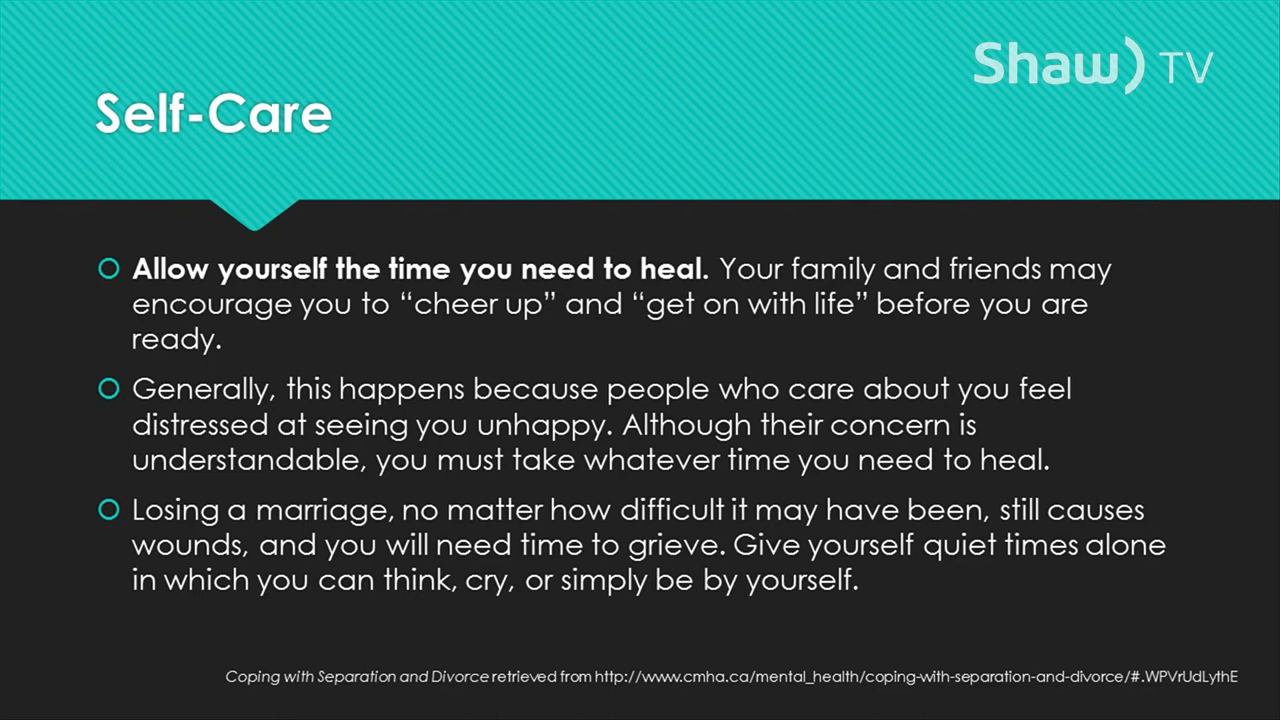 Shaw) TV
Self-Care
Allow yourself the time you need to heal. Your family and friends may
encourage you to “cheer up” and “get on with life” before you are
ready.
Generally, this happens because people who care about you feel
distressed at seeing you unhappy. Although their concern is
understandable, you must take whatever time you need to heal.
Losing a marriage, no matter how difficult it may have been, still causes
wounds, and you will need time to grieve. Give yourself quiet times alone
in which you can think, cry, or simply be by yourself.
Coping with Separation and Divorce retrieved from http://www.cmha.ca/mental_health/coping-with-separation-and-divorce/#.WPVrUdLythE